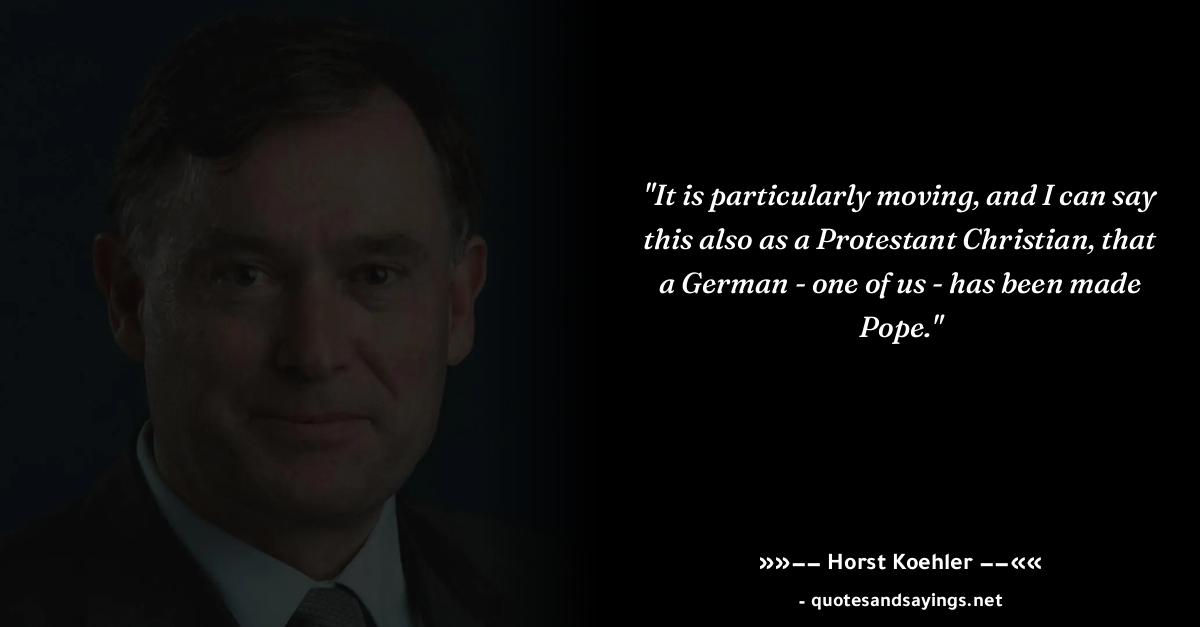 "It is particularly moving, and I can say
this also as a Protestant Christian, that
a German - one of us - has been made
Pope."
»»−− Horst Koehler −−««
- quotesandsayings.net